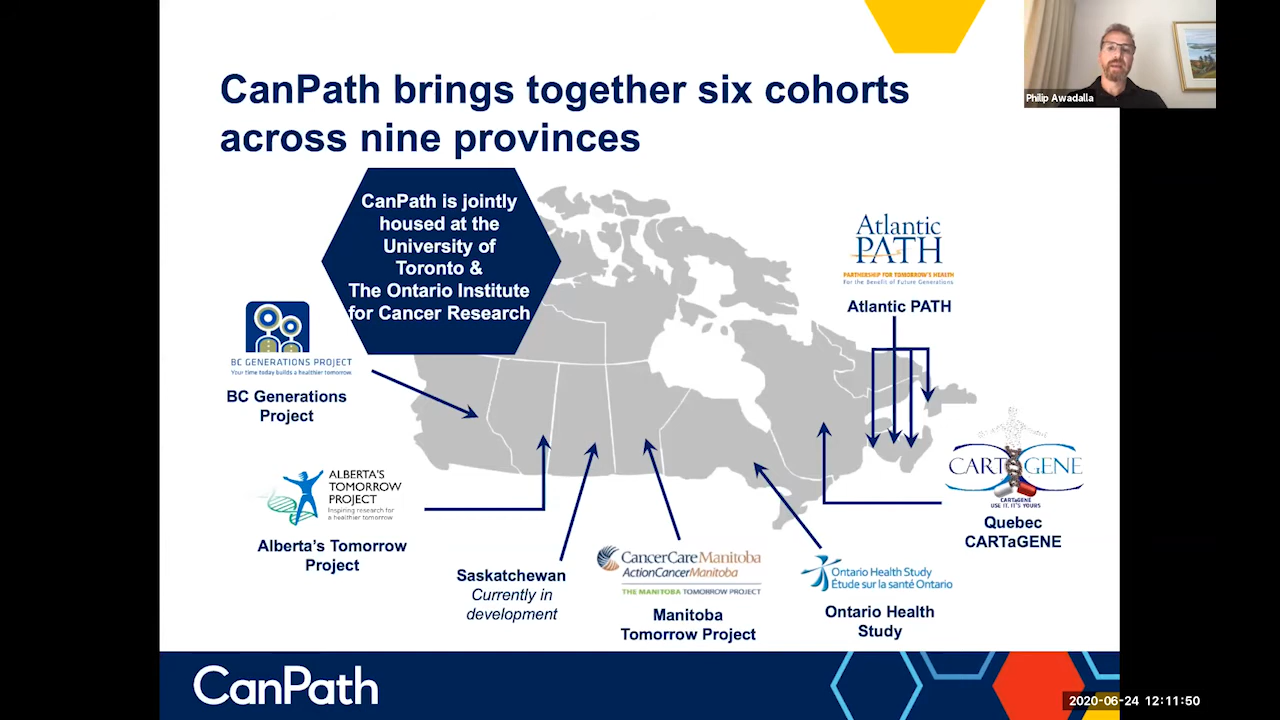 CanPath brings together six cohorts
across nine provinces
Philip Awadalla
CanPath is jointly
housed at the
University of
Toronto &
The Ontario Institute
for Cancer Research
Atlantic
PATH
PARTNERSHIP FOR TOMORROW'S HEALTH
For the Benefit of Future Generations
Atlantic PATH
BC GENERATIONS PROJECT
Your time today builds a healthier tomorrow.
BC Generations
Project
ALBERTA'S
TOMORROW
PROJECT
Inspiring research for
a healthier tomorrow
Alberta's Tomorrow
Project
Saskatchewan
Currently in
development
CancerCare Manitoba
ActionCancerManitoba
THE MANITOBA TOMORROW PROJECT
Manitoba
Tomorrow Project
Ontario Health Study
Étude sur la santé Ontario
Ontario Health
Study
CARTaGENE
CARTaGENE
USE IT, IT'S YOURS
Quebec
CARTaGENE
CanPath
2020-06-24 12:11:50